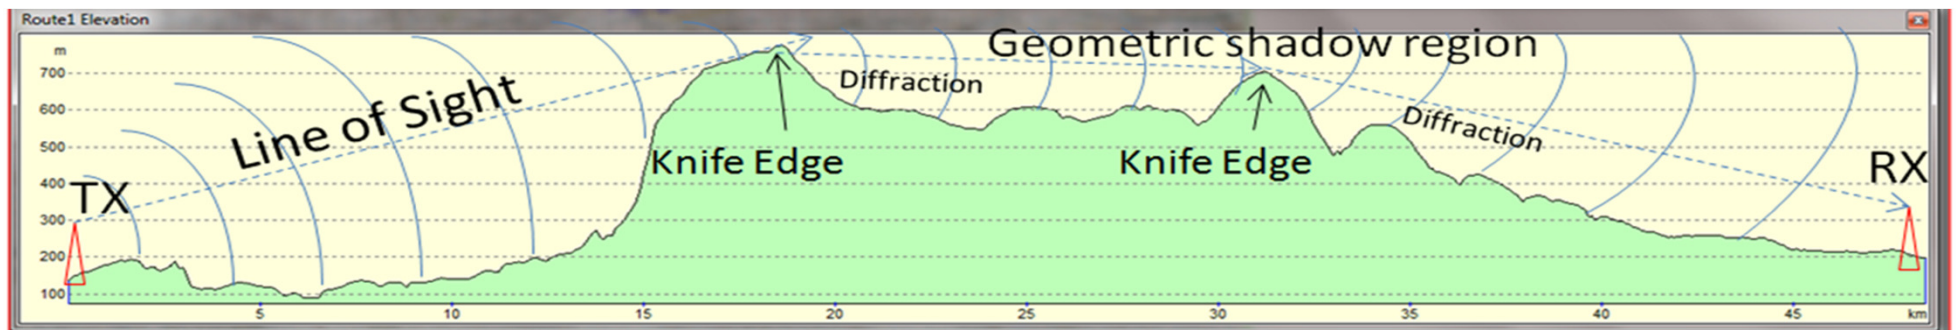 Route1 Elevation
m
700
600
500
400
300
200
100
TX
Line of Sight
Knife Edge
Diffraction
Geometric shadow region
Knife Edge
Diffraction
RX
5
10
15
20
25
30
35
40
45
km